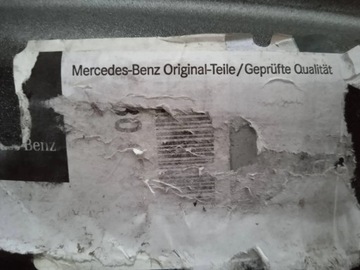 Mercedes-Benz Original-Teile/Geprüfte Qualität
Benz